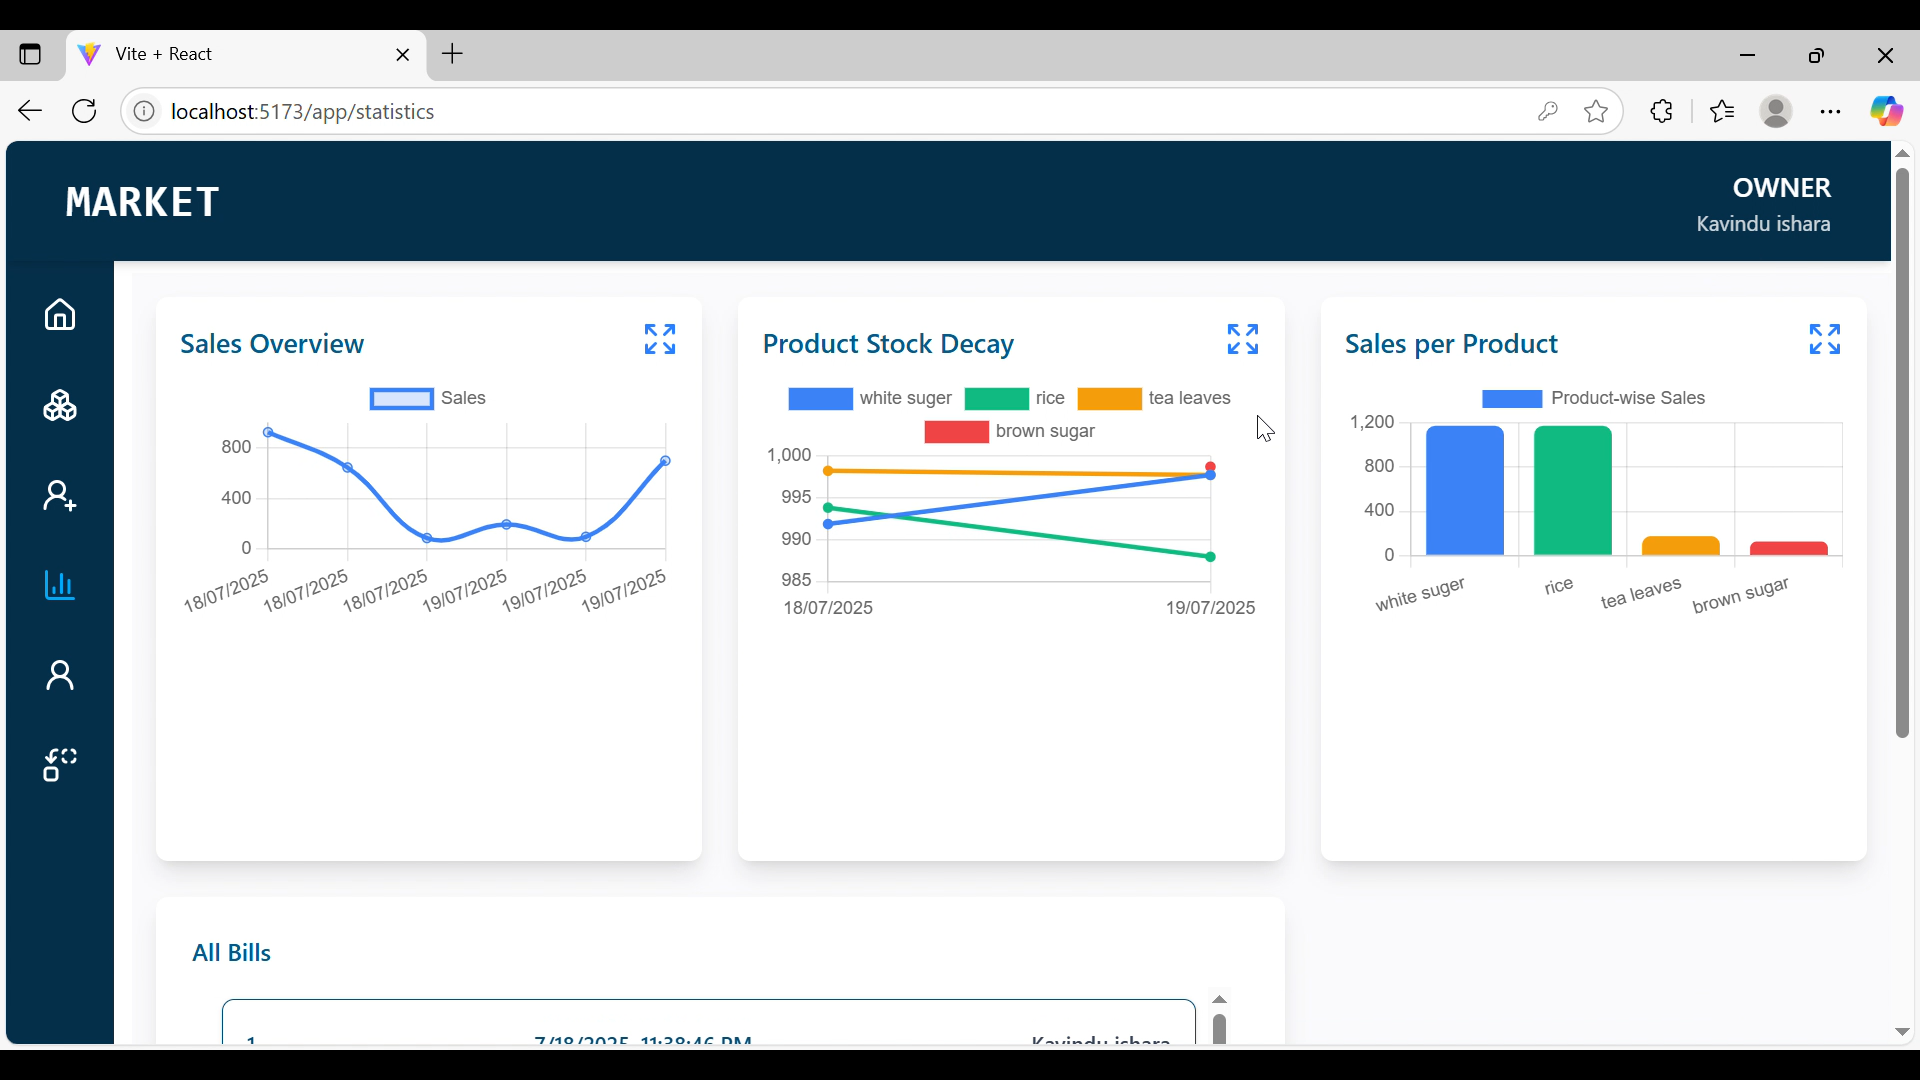 Vite + React
localhost:5173/app/statistics
MARKET
OWNER
Kavindu ishara
Sales Overview
Sales
800
400
0
18/07/2025 18/07/2025 18/07/2025 19/07/2025 19/07/2025 19/07/2025
Product Stock Decay
white suger rice tea leaves
brown sugar
1,000
995
990
985
18/07/2025 19/07/2025
Sales per Product
Product-wise Sales
1,200
800
400
0
white suger rice tea leaves brown sugar
All Bills
1 7/18/2025, 11:38:46 PM Kavindu ishara